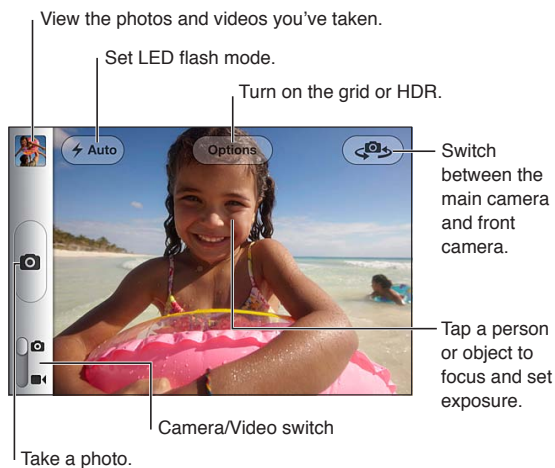 View the photos and videos you've taken.
Set LED flash mode.
Turn on the grid or HDR.
Auto
Options
Switch
between the
main camera
and front
camera.
Tap a person
or object to
focus and set
exposure.
Camera/Video switch
Take a photo.